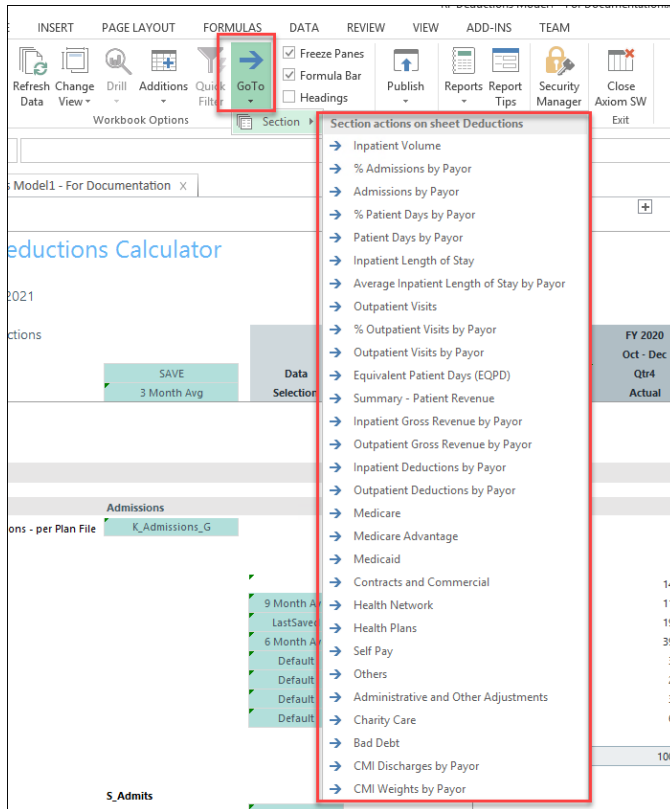 INSERT PAGE LAYOUT FORMULAS DATA REVIEW VIEW ADD-INS TEAM
Refresh Data
Change View
Drill
Additions
Quick Filter
GoTo
Freeze Panes
Formula Bar
Headings
Publish
Reports
Report Tips
Security Manager
Close Axiom SW
Workbook Options
Exit
Section
Section actions on sheet Deductions
Inpatient Volume
% Admissions by Payor
Admissions by Payor
% Patient Days by Payor
Patient Days by Payor
Inpatient Length of Stay
Average Inpatient Length of Stay by Payor
Outpatient Visits
% Outpatient Visits by Payor
Outpatient Visits by Payor
Equivalent Patient Days (EQPD)
Summary - Patient Revenue
Inpatient Gross Revenue by Payor
Outpatient Gross Revenue by Payor
Inpatient Deductions by Payor
Outpatient Deductions by Payor
Medicare
Medicare Advantage
Medicaid
Contracts and Commercial
Health Network
Health Plans
Self Pay
Others
Administrative and Other Adjustments
Charity Care
Bad Debt
CMI Discharges by Payor
CMI Weights by Payor
s Model1 - For Documentation X
eductions Calculator
2021
ctions
SAVE
3 Month Avg
Data
Selection
FY 2020
Oct - Dec
Qtr4
Actual
Admissions
ons - per Plan File K_Admissions_G
9 Month Av
LastSaved
6 Month Av
Default
Default
Default
Default
100
S_Admits